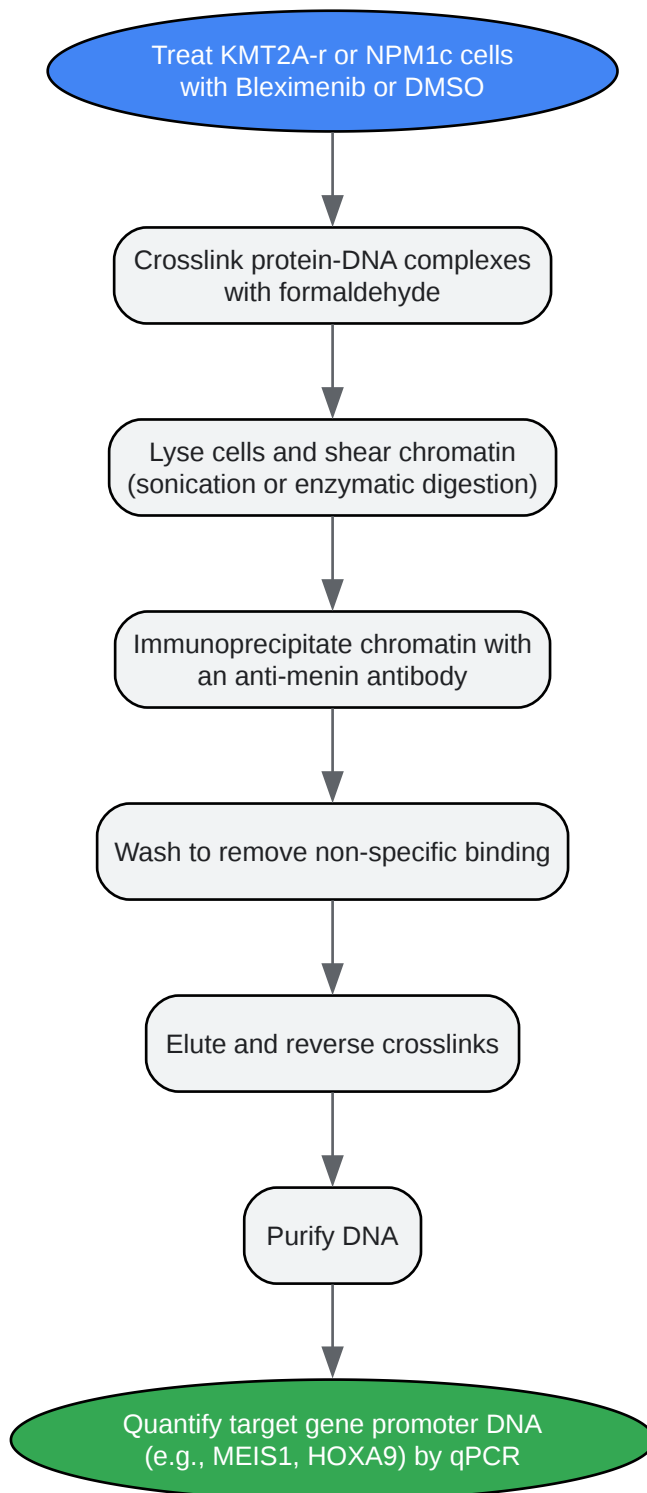 Treat KMT2A-r or NPM1c cells
with Bleximenib or DMSO
Crosslink protein-DNA complexes
with formaldehyde
Lyse cells and shear chromatin
(sonication or enzymatic digestion)
Immunoprecipitate chromatin with
an anti-menin antibody
Wash to remove non-specific binding
Elute and reverse crosslinks
Purify DNA
Quantify target gene promoter DNA
(e.g., MEIS1, HOXA9) by qPCR